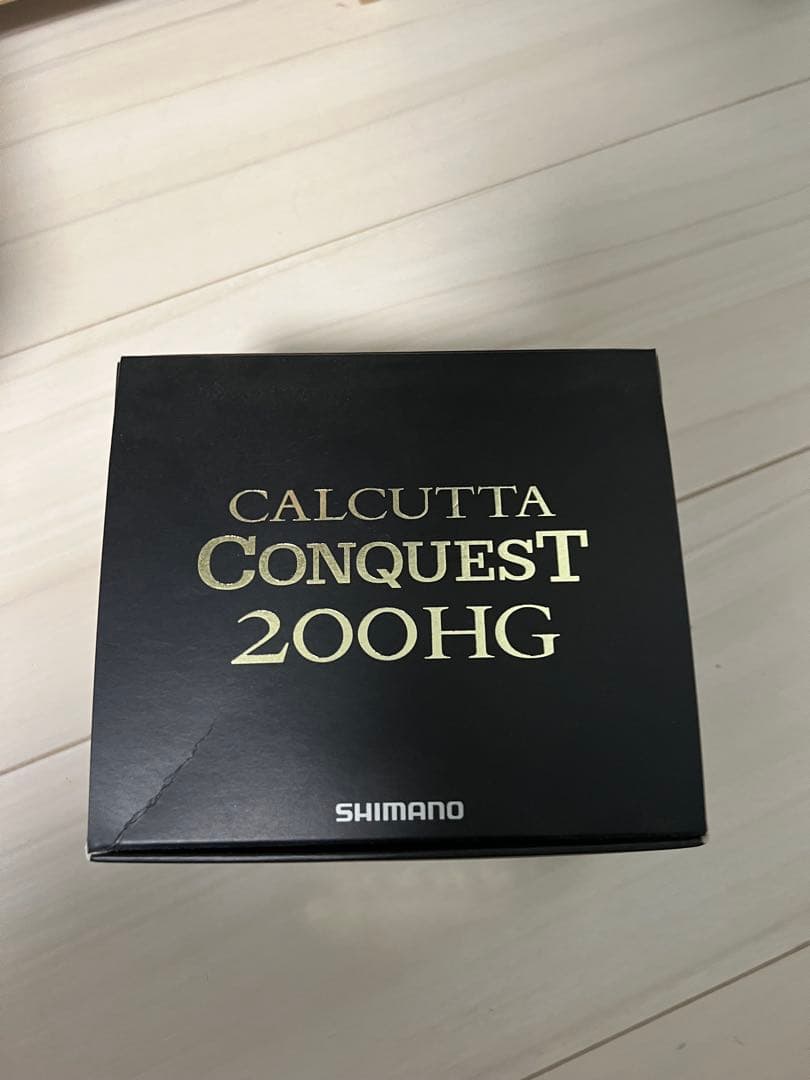 CALCUTTA
CONQUEST
200HG
SHIMANO